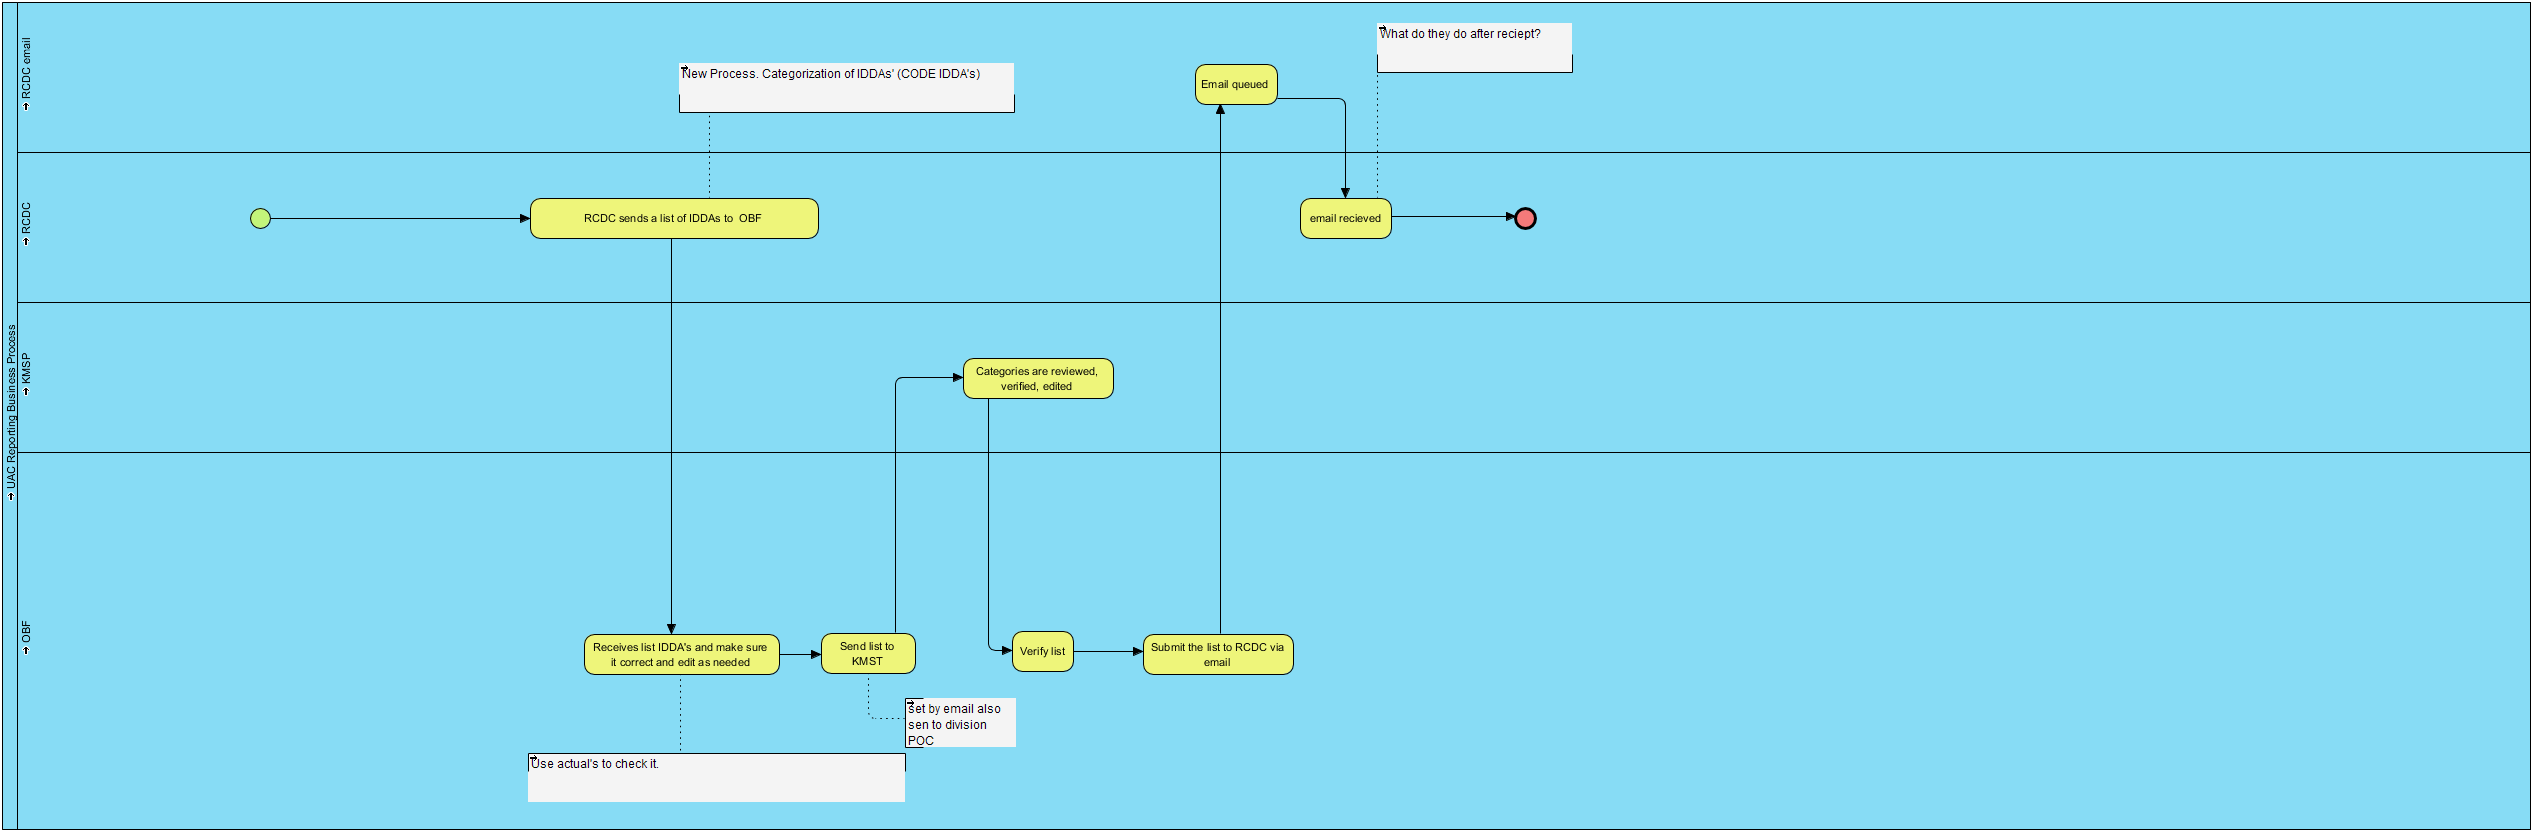 UAC Reporting Business Process
RCDC email
New Process. Categorization of IDDAs' (CODE IDDA's)
Email queued
What do they do after reciept?
RCDC
RCDC sends a list of IDDAs to  OBF
email recieved
KMSP
Categories are reviewed,
verified, edited
OBF
Receives list IDDA's and make sure
it correct and edit as needed
Send list to
KMST
Verify list
Submit the list to RCDC via
email
set by email also
sen to division
POC
Use actual's to check it.